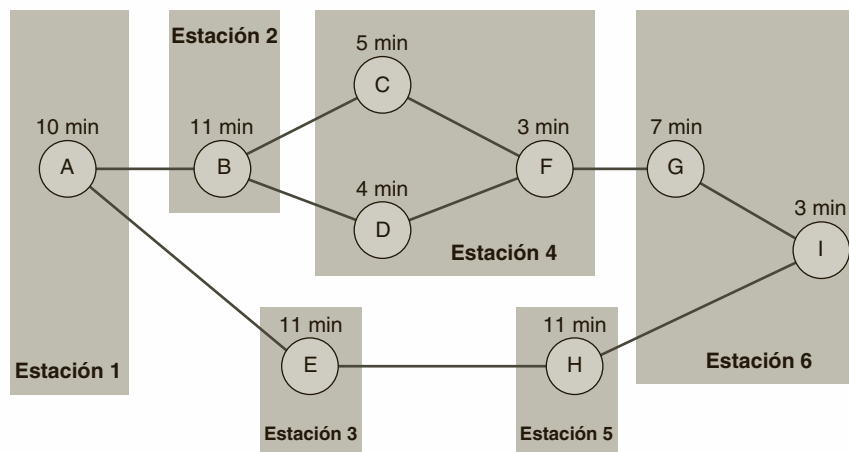 Estación 2
5 min
10 min
11 min
3 min
7 min
C
A
B
F
G
4 min
3 min
D
I
Estación 4
11 min
11 min
Estación 6
E
H
Estación 1
Estación 3
Estación 5